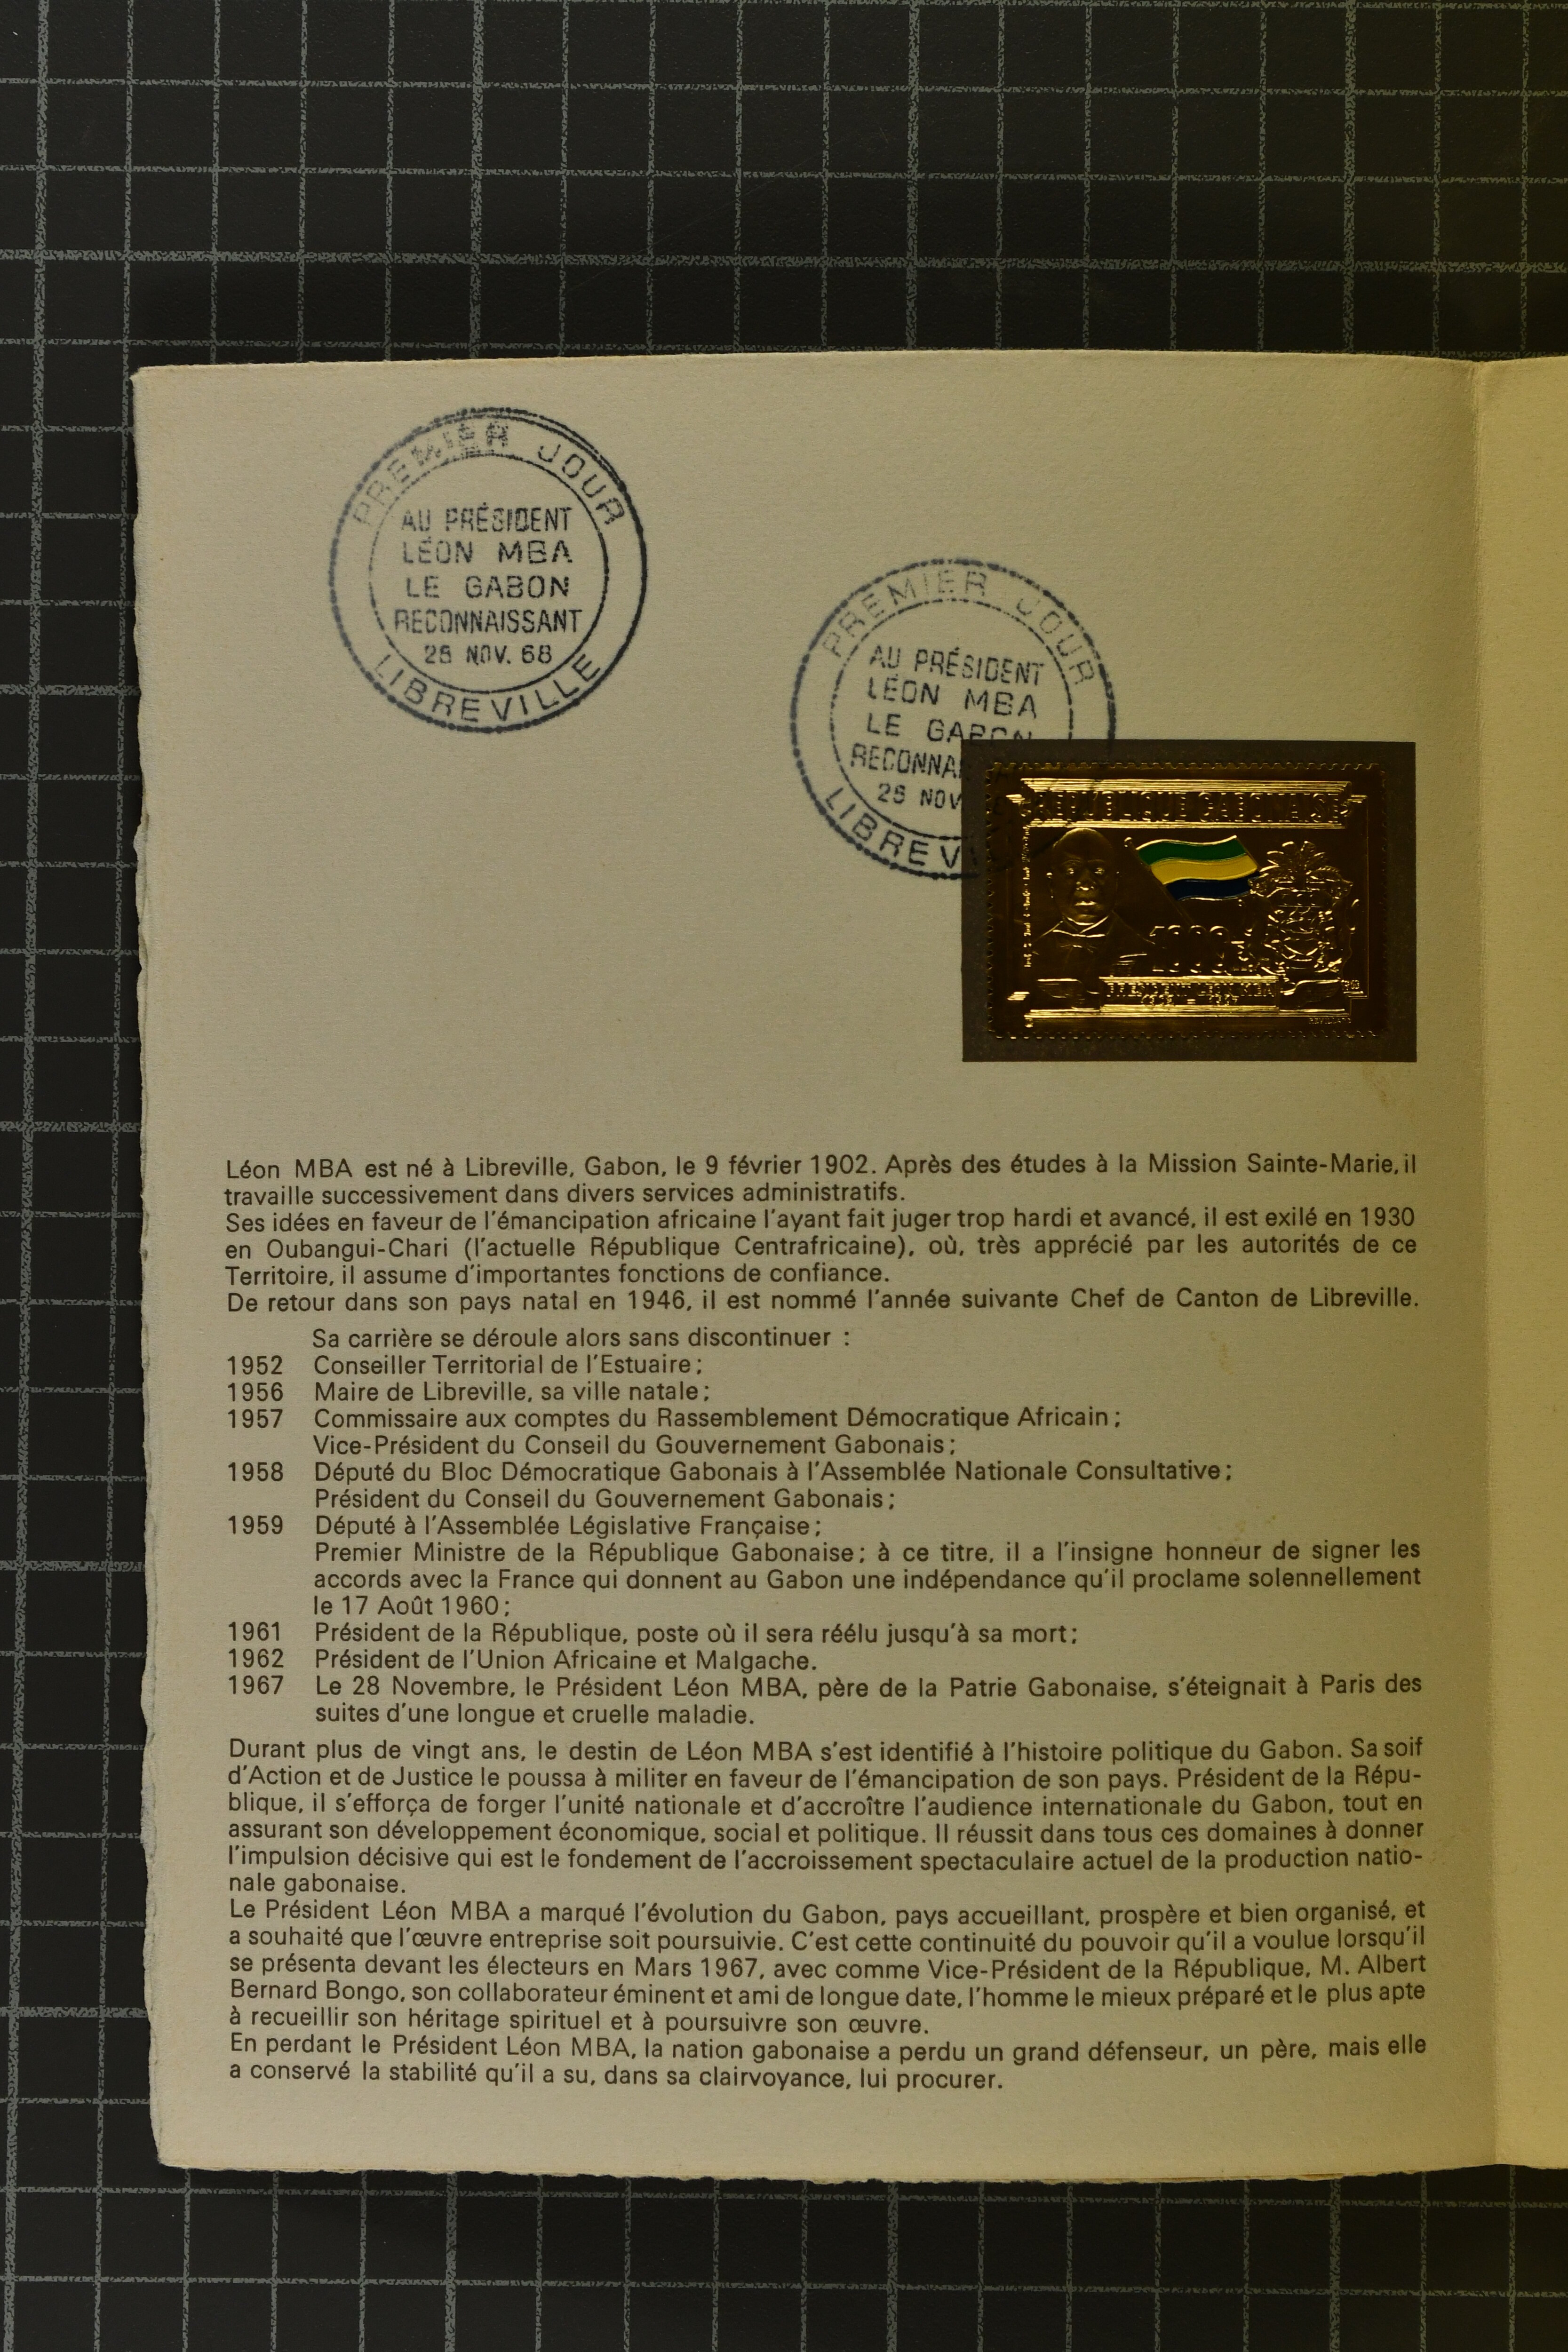 PREMIER JOUR
AU PRÉSIDENT
LÉON MBA
LE GABON
RECONNAISSANT
28 NOV. 68
LIBREVILLE
PREMIER JOUR
AU PRÉSIDENT
LÉON MBA
LE GABON
RECONNAI
28 NOV
LIBREV
RÉPUBLIQUE GABONAISE
PRESIDENT LEON MBA
Léon MBA est né à Libreville, Gabon, le 9 février 1902. Après des études à la Mission Sainte-Marie, il
travaille successivement dans divers services administratifs.
Ses idées en faveur de l'émancipation africaine l'ayant fait juger trop hardi et avancé, il est exilé en 1930
en Oubangui-Chari (l'actuelle République Centrafricaine), où, très apprécié par les autorités de ce
Territoire, il assume d'importantes fonctions de confiance.
De retour dans son pays natal en 1946, il est nommé l'année suivante Chef de Canton de Libreville.
Sa carrière se déroule alors sans discontinuer :
1952 Conseiller Territorial de l'Estuaire;
1956 Maire de Libreville, sa ville natale;
1957 Commissaire aux comptes du Rassemblement Démocratique Africain;
Vice-Président du Conseil du Gouvernement Gabonais;
1958 Député du Bloc Démocratique Gabonais à l'Assemblée Nationale Consultative;
Président du Conseil du Gouvernement Gabonais;
1959 Député à l'Assemblée Législative Française;
Premier Ministre de la République Gabonaise; à ce titre, il a l'insigne honneur de signer les
accords avec la France qui donnent au Gabon une indépendance qu'il proclame solennellement
le 17 Août 1960;
1961 Président de la République, poste où il sera réélu jusqu'à sa mort;
1962 Président de l'Union Africaine et Malgache.
1967 Le 28 Novembre, le Président Léon MBA, père de la Patrie Gabonaise, s'éteignait à Paris des
suites d'une longue et cruelle maladie.
Durant plus de vingt ans, le destin de Léon MBA s'est identifié à l'histoire politique du Gabon. Sa soif
d'Action et de Justice le poussa à militer en faveur de l'émancipation de son pays. Président de la Répu-
blique, il s'efforça de forger l'unité nationale et d'accroître l'audience internationale du Gabon, tout en
assurant son développement économique, social et politique. Il réussit dans tous ces domaines à donner
l'impulsion décisive qui est le fondement de l'accroissement spectaculaire actuel de la production natio-
nale gabonaise.
Le Président Léon MBA a marqué l'évolution du Gabon, pays accueillant, prospère et bien organisé, et
a souhaité que l'œuvre entreprise soit poursuivie. C'est cette continuité du pouvoir qu'il a voulue lorsqu'il
se présenta devant les électeurs en Mars 1967, avec comme Vice-Président de la République, M. Albert
Bernard Bongo, son collaborateur éminent et ami de longue date, l'homme le mieux préparé et le plus apte
à recueillir son héritage spirituel et à poursuivre son œuvre.
En perdant le Président Léon MBA, la nation gabonaise a perdu un grand défenseur, un père, mais elle
a conservé la stabilité qu'il a su, dans sa clairvoyance, lui procurer.